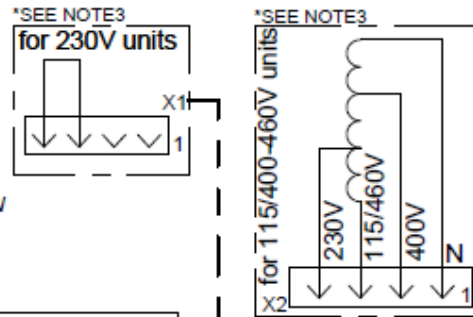 *SEE NOTE3
for 230V units
X1
1
*SEE NOTE3
for 115/400-460V units
230V
115/460V
400V
N
X2
1